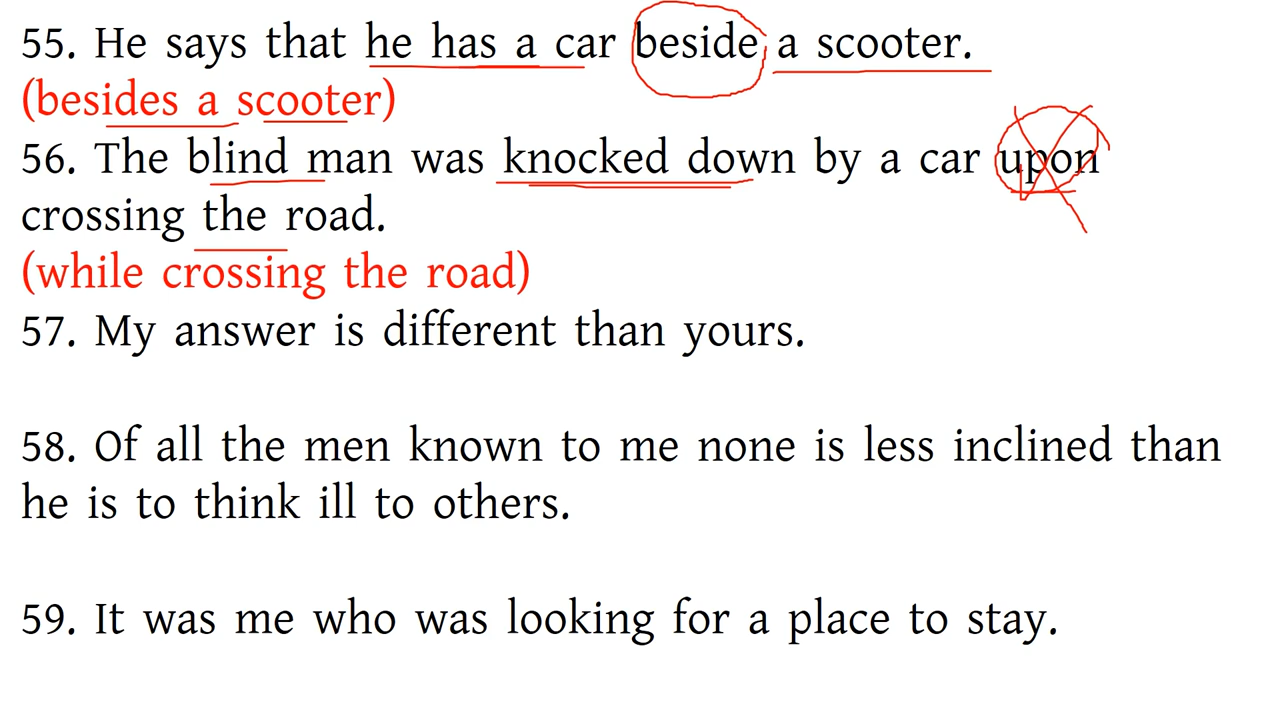 55. He says that he has a car beside a scooter.
(besides a scooter)
56. The blind man was knocked down by a car upon
crossing the road.
(while crossing the road)
57. My answer is different than yours.
58. Of all the men known to me none is less inclined than
he is to think ill to others.
59. It was me who was looking for a place to stay.